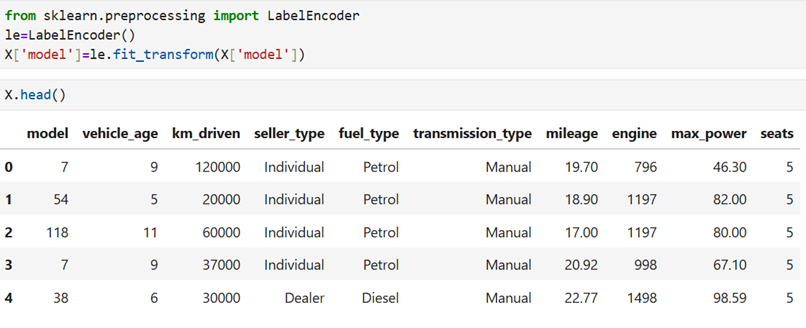 from sklearn.preprocessing import LabelEncoder
le=LabelEncoder()
X['model']=le.fit_transform(X['model'])
X.head()
model vehicle_age km_driven seller_type fuel_type transmission_type mileage engine max_power seats
0 7 9 120000 Individual Petrol Manual 19.70 796 46.30 5
1 54 5 20000 Individual Petrol Manual 18.90 1197 82.00 5
2 118 11 60000 Individual Petrol Manual 17.00 1197 80.00 5
3 7 9 37000 Individual Petrol Manual 20.92 998 67.10 5
4 38 6 30000 Dealer Diesel Manual 22.77 1498 98.59 5